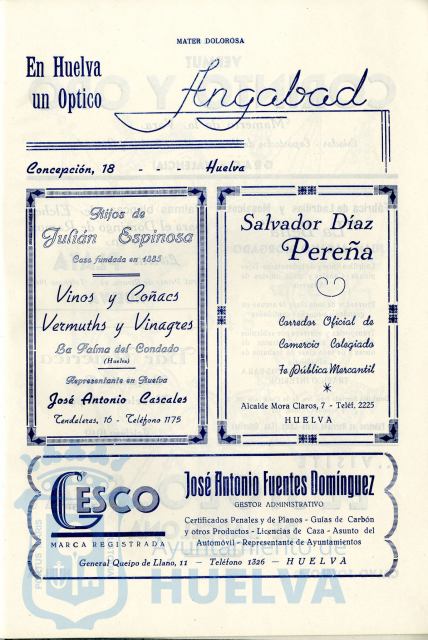 MATER DOLOROSA
En Huelva
un Optico
Angabad
Concepción, 18 - - - Huelva
Hijos de
Julián Espinosa
Casa fundada en 1885
Vinos y Coñacs
Vermuths y Vinagres
La Palma del Condado
(Huelva)
Representante en Huelva
José Antonio Cascales
Tendaleras, 16 - Teléfono 1175
Salvador Díaz
Pereña
Corredor Oficial de
Comercio Colegiado
Fe Pública Mercantil
Alcalde Mora Claros, 7 - Teléf. 2225
HUELVA
CESCO
MARCA REGISTRADA
José Antonio Fuentes Domínguez
GESTOR ADMINISTRATIVO
Certificados Penales y de Planos - Guías de Carbón
y otros Productos - Licencias de Caza - Asunto del
Automóvil - Representante de Ayuntamientos
General Queipo de Llano, 11 - Teléfono 1326 - HUELVA
Ayuntamiento de
HUELVA